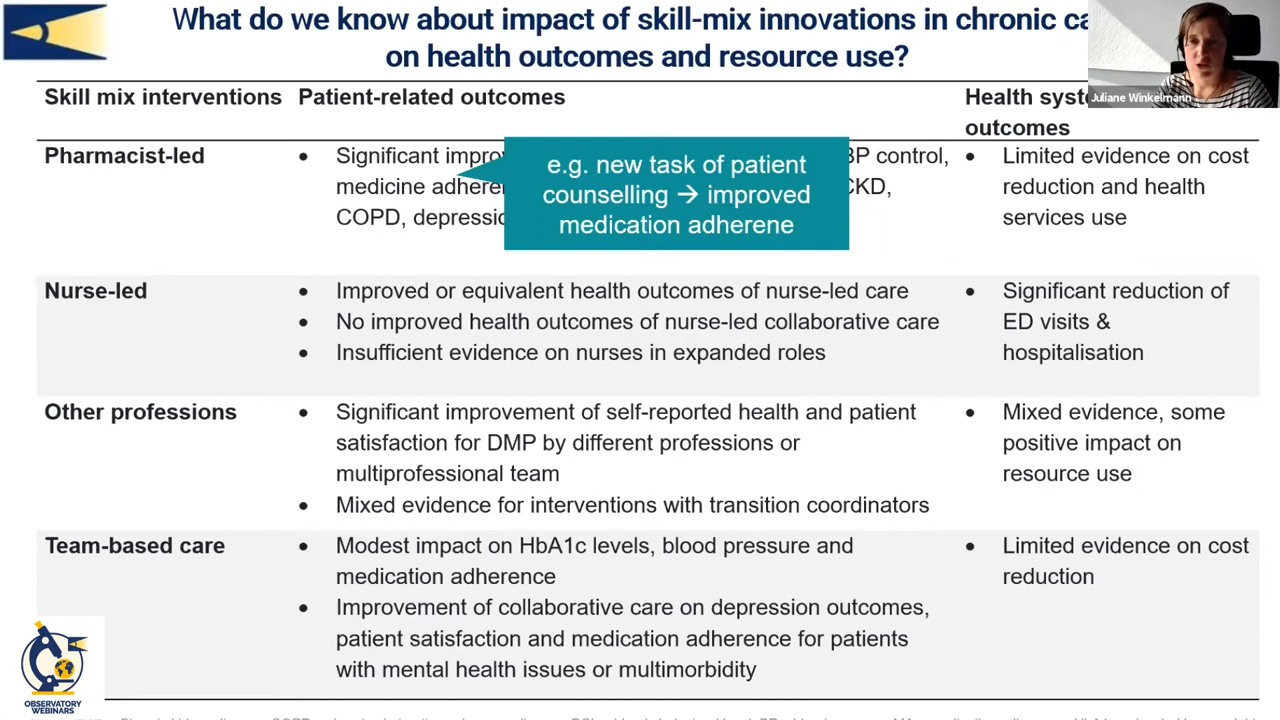 What do we know about impact of skill-mix innovations in chronic
on health outcomes and resource use?
Juliane Winkelmann
Skill mix interventions Patient-related outcomes Health
outcomes
Pharmacist-led
• Significant
medicine
COPD,
BP control,
CKD,
e.g. new task of patient
counselling → improved
medication adherene
• Limited evidence on cost
reduction and health
services use
Nurse-led
• Improved or equivalent health outcomes of nurse-led care
• No improved health outcomes of nurse-led collaborative care
• Insufficient evidence on nurses in expanded roles
• Significant reduction of
ED visits &
hospitalisation
Other professions
• Significant improvement of self-reported health and patient
satisfaction for DMP by different professions or
multiprofessional team
• Mixed evidence for interventions with transition coordinators
• Mixed evidence, some
positive impact on
resource use
Team-based care
• Modest impact on HbA1c levels, blood pressure and
medication adherence
• Improvement of collaborative care on depression outcomes,
patient satisfaction and medication adherence for patients
with mental health issues or multimorbidity
• Limited evidence on cost
reduction
OBSERVATORY
WEBINARS